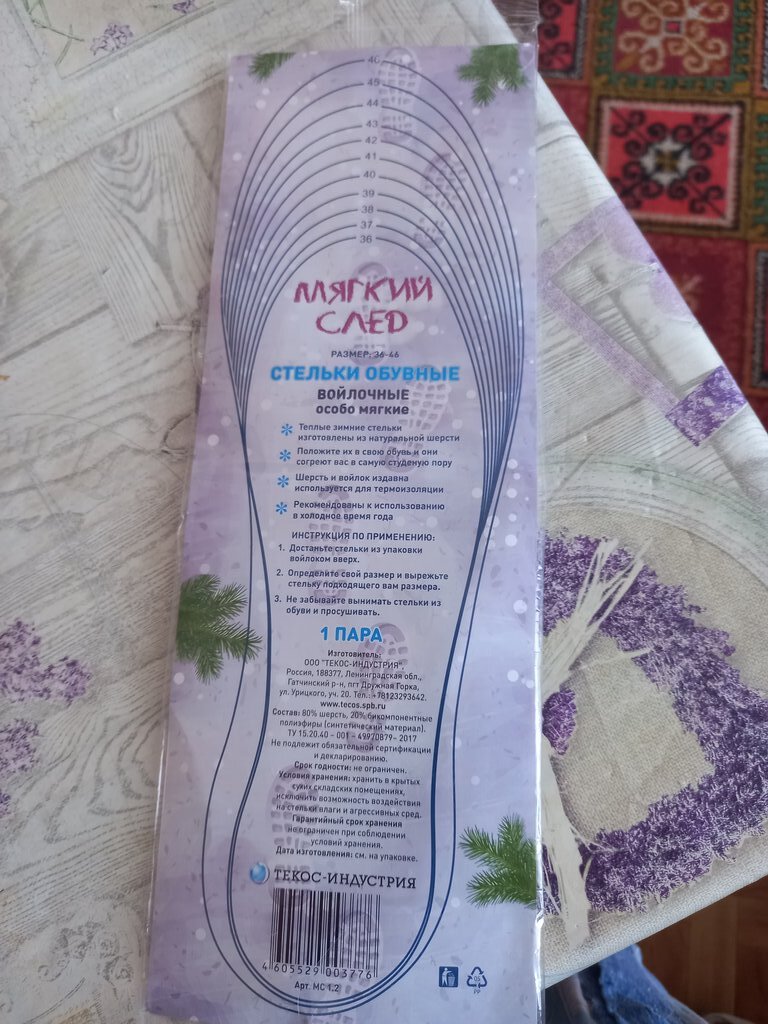 46
45
44
43
42
41
40
39
38
37
36
МЯГКИЙ
СЛЕД
РАЗМЕР: 36-46
СТЕЛЬКИ ОБУВНЫЕ
ВОЙЛОЧНЫЕ
особо мягкие
Теплые зимние стельки
изготовлены из натуральной шерсти
Положите их в свою обувь и они
согреют вас в самую студеную пору
Шерсть и войлок издавна
используется для термоизоляции
Рекомендованы к использованию
в холодное время года
ИНСТРУКЦИЯ ПО ПРИМЕНЕНИЮ:
1. Достаньте стельки из упаковки
войлоком вверх.
2. Определите свой размер и вырежьте
стельку подходящего вам размера.
3. Не забывайте вынимать стельки из
обуви и просушивать.
1 ПАРА
Изготовитель:
ООО "ТЕКОС-ИНДУСТРИЯ",
Россия, 188377, Ленинградская обл.,
Гатчинский р-н, пгт Дружная Горка,
ул. Урицкого, уч. 20. Тел.: +78123293642.
www.tecos.spb.ru
Состав: 80% шерсть, 20% бикомпонентные
полиэфиры (синтетический материал).
ТУ 15.20.40 - 001 - 49970879- 2017
Не подлежит обязательной сертификации
и декларированию.
Срок годности: не ограничен.
Условия хранения: хранить в крытых
сухих складских помещениях,
исключить возможность воздействия
на стельки влаги и агрессивных сред.
Гарантийный срок хранения
не ограничен при соблюдении
условий хранения.
Дата изготовления: см. на упаковке.
ТЕКОС-ИНДУСТРИЯ
4 605529 003776
Арт. МС 1.2
05
PP